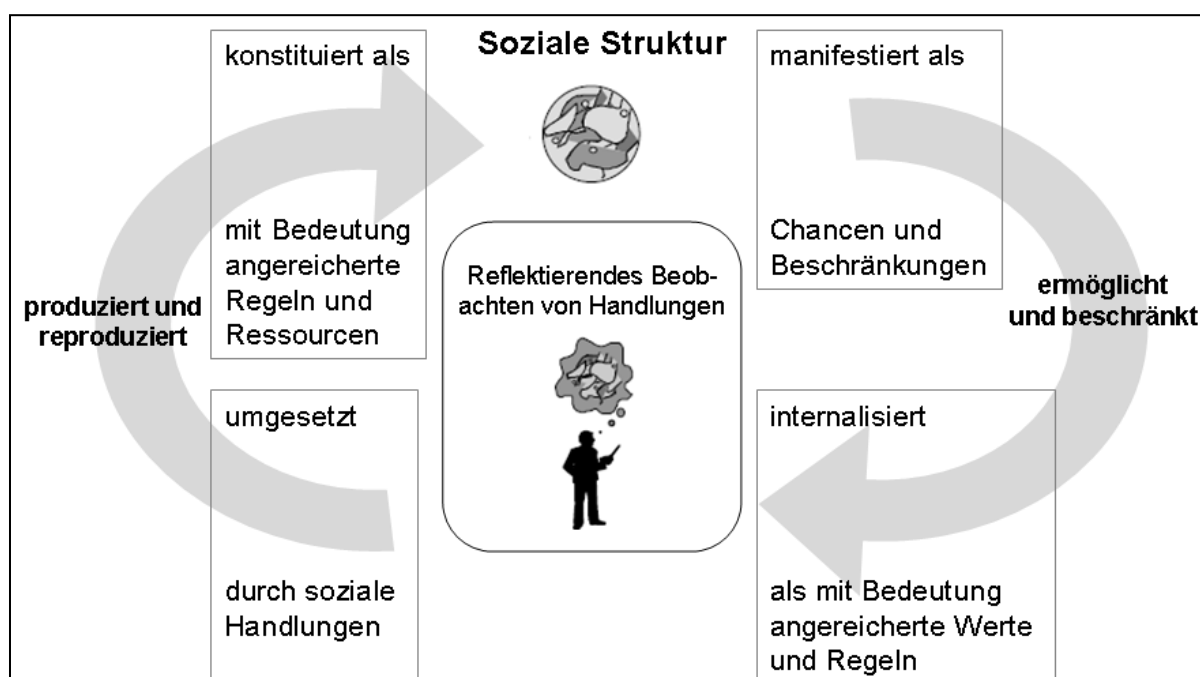 Soziale Struktur
konstituiert als
mit Bedeutung
angereicherte
Regeln und
Ressourcen
manifestiert als
Chancen und
Beschränkungen
Reflektierendes Beob-
achten von Handlungen
produziert und
reproduziert
ermöglicht
und beschränkt
umgesetzt
durch soziale
Handlungen
internalisiert
als mit Bedeutung
angereicherte Werte
und Regeln